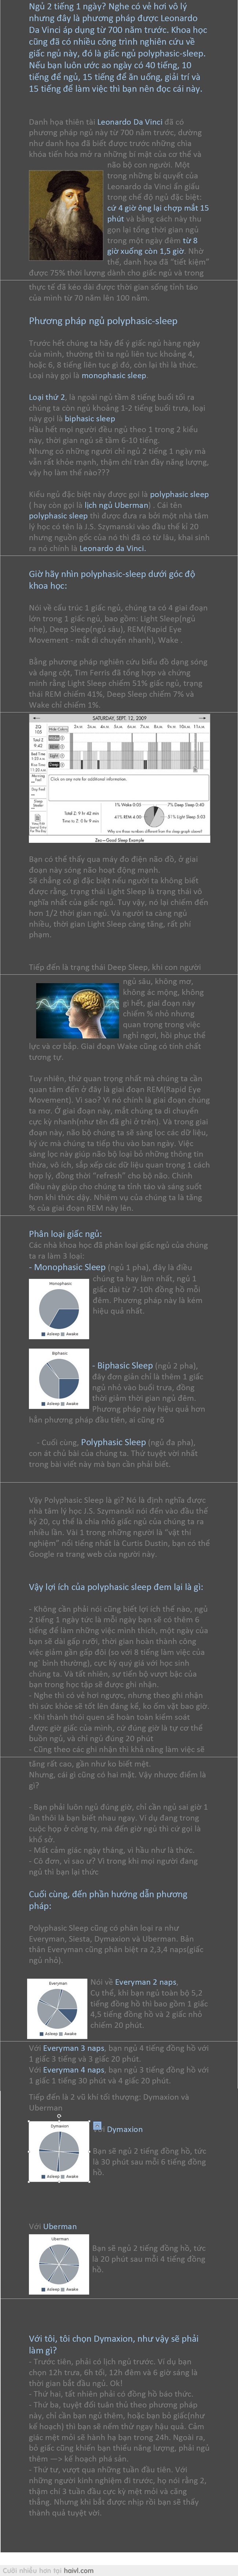 Ngủ 2 tiếng 1 ngày? Nghe có vẻ hơi vô lý
nhưng đây là phương pháp được Leonardo
Da Vinci áp dụng từ 700 năm trước. Khoa học
cũng đã có nhiều công trình nghiên cứu về
giấc ngủ này, đó là giấc ngủ polyphasic-sleep.
Nếu bạn luôn ước ao ngày có 40 tiếng, 10
tiếng để ngủ, 15 tiếng để ăn uống, giải trí và
15 tiếng để làm việc thì bạn nên đọc cái này.
Danh họa thiên tài Leonardo Da Vinci đã có
phương pháp ngủ này từ 700 năm trước, dường
như danh họa đã biết được trước những chìa
khóa tiến hóa mở ra những bí mật của cơ thể và
não bộ con người. Một
trong những bí quyết của
Leonardo da Vinci ẩn giấu
trong chế độ ngủ đặc biệt:
cứ 4 giờ ông lại chợp mắt 15
phút và bằng cách này thu
gọn lại tổng thời gian ngủ
trong một ngày đêm từ 8
giờ xuống còn 1,5 giờ. Nhờ
thế, danh họa đã "tiết kiệm"
được 75% thời lượng dành cho giấc ngủ và trong
thực tế đã kéo dài được thời gian sống tỉnh táo
của mình từ 70 năm lên 100 năm.
Phương pháp ngủ polyphasic-sleep
Trước hết chúng ta hãy để ý giấc ngủ hàng ngày
của mình, thường thì ta ngủ liên tục khoảng 4,
hoặc 6, 8 tiếng liên tục gì đó, còn lại thì là thức.
Loại này gọi là monophasic sleep.
Loại thứ 2, là ngoài ngủ tầm 8 tiếng buổi tối ra
chúng ta còn ngủ khoảng 1-2 tiếng buổi trưa, loại
này gọi là biphasic sleep
Hầu hết mọi người đều ngủ theo 1 trong 2 kiểu
này, thời gian ngủ sẽ tầm 6-10 tiếng.
Nhưng có những người chỉ ngủ 2 tiếng 1 ngày mà
vẫn rất khỏe mạnh, thậm chí tràn đầy năng lượng,
vậy họ làm thế nào???
Kiểu ngủ đặc biệt này được gọi là polyphasic sleep
( hay còn gọi là lịch ngủ Uberman) . Cái tên
polyphasic sleep thì được đưa ra bởi một nhà tâm
lý học có tên là J.S. Szymanski vào đầu thế kỉ 20
nhưng nguồn gốc của nó thì đã có từ lâu, khai sinh
ra nó chính là Leonardo da Vinci.
Giờ hãy nhìn polyphasic-sleep dưới góc độ
khoa học:
Nói về cấu trúc 1 giấc ngủ, chúng ta có 4 giai đoạn
lớn trong 1 giấc ngủ, bao gồm: Light Sleep(ngủ
nhẹ), Deep Sleep(ngủ sâu), REM(Rapid Eye
Movement - mắt di chuyển nhanh), Wake .
Bằng phương pháp nghiên cứu biểu đồ dạng sóng
và dạng cột, Tim Ferris đã tổng hợp và chứng
minh rằng Light Sleep chiếm 51% giấc ngủ, trạng
thái REM chiếm 41%, Deep Sleep chiếm 7% và
Wake chỉ chiếm 1%.
SATURDAY, SEPT. 12, 2009
ZQ
108
Total Z
9:42
Click on any note for additional information.
1% Wake 0:00
7% Deep Sleep 0:40
61% REM 4:00
51% Light Sleep 5:03
Total Z: 9 hr 42 min
Zeo—Good Sleep Example
Bạn có thể thấy qua máy đo điện não đồ, ở giai
đoạn này sóng não hoạt động mạnh.
Sẽ chẳng có gì đặc biệt nếu người ta không biết
được rằng, trạng thái Light Sleep là trạng thái vô
nghĩa nhất của giấc ngủ. Tuy vậy, nó lại chiếm đến
hơn 1/2 thời gian ngủ. Và người ta càng ngủ
nhiều, thời gian Light Sleep càng tăng, rất phí
phạm.
Tiếp đến là trạng thái Deep Sleep, khi con người
ngủ sâu, không mơ,
không ác mộng, không
gì hết, giai đoạn này
chiếm % nhỏ nhưng
quan trọng trong việc
nghỉ ngơi, hồi phục thể
lực và cơ bắp. Giai đoạn Wake cũng có tính chất
tương tự.
Tuy nhiên, thứ quan trọng nhất mà chúng ta cần
quan tâm đến ở đây là giai đoạn REM(Rapid Eye
Movement). Vì sao? Vì nó chính là giai đoạn chúng
ta mơ. Ở giai đoạn này, mắt chúng ta di chuyển
cực kỳ nhanh(như tên đã ghi ở trên). Và trong giai
đoạn này, não bộ chúng ta sẽ sàng lọc các dữ liệu,
ký ức mà chúng ta tiếp thu vào ban ngày. Việc
sàng lọc này giúp não bộ loại bỏ những thông tin
thừa, vô ích, sắp xếp các dữ liệu quan trọng 1 cách
hợp lý, đồng thời "refresh" cho bộ não. Chính
điều này giúp cho chúng ta tỉnh táo và sáng suốt
hơn khi thức dậy. Nhiệm vụ của chúng ta là tăng
% của giai đoạn REM này lên.
Phân loại giấc ngủ:
Các nhà khoa học đã phân loại giấc ngủ của chúng
ta ra làm 3 loại:
- Monophasic Sleep (ngủ 1 pha), đây là điều
chúng ta hay làm nhất, ngủ 1
giấc dài từ 7-10h đồng hồ mỗi
đêm. Phương pháp này là kém
hiệu quả nhất.
Monophasic
Asleep Awake
Biphasic
Asleep Awake
- Biphasic Sleep (ngủ 2 pha),
đây đơn giản chỉ là thêm 1 giấc
ngủ nhỏ vào buổi trưa, đồng
thời giảm thời gian ngủ đêm.
Phương pháp này hiệu quả hơn
hẳn phương pháp đầu tiên, ai cũng rõ
- Cuối cùng, Polyphasic Sleep (ngủ đa pha),
con át chủ bài của chúng ta. Thứ tuyệt vời nhất
trong bài viết này mà bạn cần phải biết.
Vậy Polyphasic Sleep là gì? Nó là định nghĩa được
nhà tâm lý học J.S. Szymanski nói đến vào đầu thế
kỷ 20, cụ thể là chia nhỏ giấc ngủ của chúng ta ra
nhiều lần. Vài 1 trong những người là "vật thí
nghiệm" nổi tiếng nhất là Curtis Dustin, bạn có thể
Google ra trang web của người này.
Vậy lợi ích của polyphasic sleep đem lại là gì:
- Không cần phải nói cũng biết lợi ích thế nào, ngủ
2 tiếng 1 ngày tức là mỗi ngày bạn sẽ có thêm 6
tiếng để làm những việc mình thích, một ngày của
bạn sẽ dài gấp rưỡi, thời gian hoàn thành công
việc giảm gần gấp đôi (so với 8 tiếng làm việc của
ng` bình thường), cực kỳ quý giá với học sinh
chúng ta. Và tất nhiên, sự tiến bộ vượt bậc của
bạn trong học tập sẽ được ghi nhận.
- Nghe thì có vẻ hơi ngược, nhưng theo ghi nhận
thì sức khỏe sẽ tốt lên đáng kể, ko ốm vặt bao giờ.
- Khi thành thói quen sẽ hoàn toàn kiểm soát
được giờ giấc của mình, cứ đúng giờ là tự cơ thể
buồn ngủ, và chỉ ngủ đúng 20 phút
- Cũng theo các ghi nhận thì khả năng làm việc sẽ
tăng rất cao, gần như ko biết mệt.
Nhưng, cái gì cũng có hai mặt. Vậy nhược điểm là
gì?
- Bạn phải luôn ngủ đúng giờ, chỉ cần ngủ sai giờ 1
lần thôi là bạn biết nhau ngay. Ví dụ đang trong
cuộc họp ở công ty, mà đến giờ ngủ thì cứ gọi là
khổ sở.
- Mất cảm giác ngày tháng, vì hầu như là thức.
- Cô đơn, vì sao ư? Vì trong khi mọi người đang
ngủ thì bạn lại thức
Cuối cùng, đến phần hướng dẫn phương
pháp:
Polyphasic Sleep cũng có phân loại ra như
Everyman, Siesta, Dymaxion và Uberman. Bản
thân Everyman cũng phân biệt ra 2,3,4 naps(giấc
ngủ nhỏ).
Everyman
Asleep Awake
Nói về Everyman 2 naps.
Cụ thể, khi bạn ngủ toàn bộ 5,2
tiếng đồng hồ thì bao gồm 1 giấc
4,5 tiếng đồng hồ và 2 giấc nhỏ
chiếm 20 phút.
Với Everyman 3 naps, bạn ngủ 4 tiếng đồng hồ với
1 giấc 3 tiếng và 3 giấc 20 phút.
Với Everyman 4 naps, bạn ngủ 3 tiếng đồng hồ với
1 giấc 1 tiếng 30 phút và 4 giấc 20 phút.
Tiếp đến là 2 vũ khí tối thượng: Dymaxion và
Uberman
Dymaxion
Asleep Awake
Dymaxion
Bạn sẽ ngủ 2 tiếng đồng hồ, tức
là 30 phút sau mỗi 6 tiếng đồng
hồ.
Với Uberman
Uberman
Asleep Awake
Bạn sẽ ngủ 2 tiếng đồng hồ, tức
là 20 phút sau mỗi 4 tiếng đồng
hồ.
Với tôi, tôi chọn Dymaxion, như vậy sẽ phải
làm gì?
- Trước tiên, phải có lịch ngủ trước. Ví dụ bạn
chọn 12h trưa, 6h tối, 12h đêm và 6 giờ sáng là
thời gian bắt đầu ngủ. Ok!
- Thứ hai, tất nhiên phải có đồng hồ báo thức.
- Thứ ba, tuyệt đối tuân thủ theo phương pháp
này, chỉ cần bạn ngủ thêm, hoặc bạn bỏ giấc(như
kế hoạch) thì bạn sẽ nếm thử ngay hậu quả. Cảm
giác mệt mỏi sẽ hành hạ bạn trong 24h. Ngoài ra,
bỏ giấc cũng khiến bạn thiếu năng lượng, phải ngủ
thêm —> kế hoạch phá sản.
- Thứ tư, vượt qua những tuần đầu tiên. Với
những người kinh nghiệm đi trước, họ nói rằng 2,
thậm chí 3 tuần đầu cực kỳ mệt mỏi và căng
thẳng. Nhưng khi bắt được nhịp rồi bạn sẽ thấy
thành quả tuyệt vời.
Cười nhiều hơn tại haivl.com